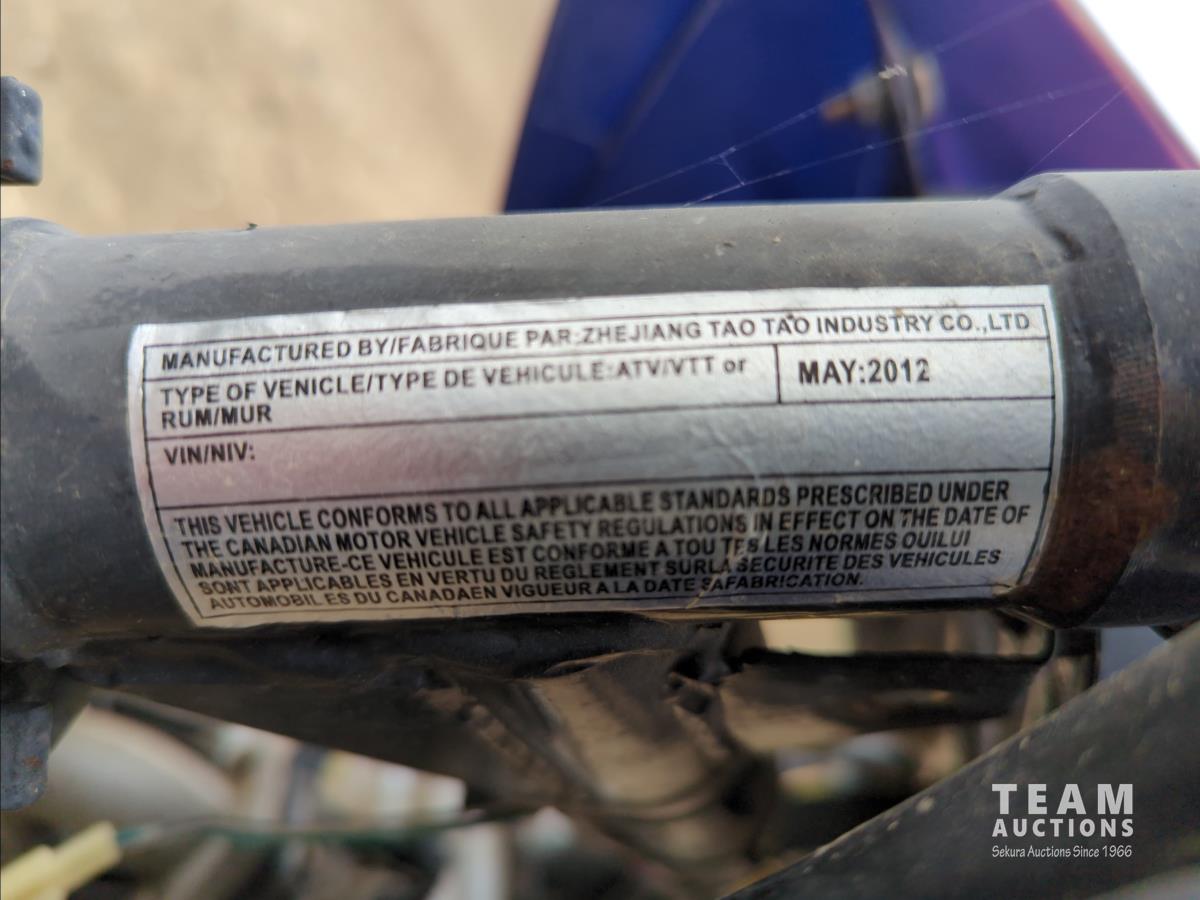 MANUFACTURED BY/FABRIQUE PAR:ZHEJIANG TAO TAO INDUSTRY CO.,LTD
TYPE OF VENICLE/TYPE DE VEHICULE:ATV/VTT or
RUM/MUR
MAY:2012
VIN/NIV:
THIS VEHICLE CONFORMS TO ALL APPLICABLE STANDARDS PRESCRIBED UNDER
THE CANADIAN MOTOR VEHICLE SAFETY REGULATIONS IN EFFECT ON THE DATE OF
MANUFACTURE-CE VEHICULE EST CONFORME A TOU TES LES NORMES QUILUI
SONT APPLICABLES EN VERTU DU REGLEMENT SURLA SECURITE DES VEHICULES
AUTOMOBIL ES DU CANADAEN VIGUEUR A LA DATE SAFABRICATION.
TEAM
AUCTIONS
Sekura Auctions Since 1966